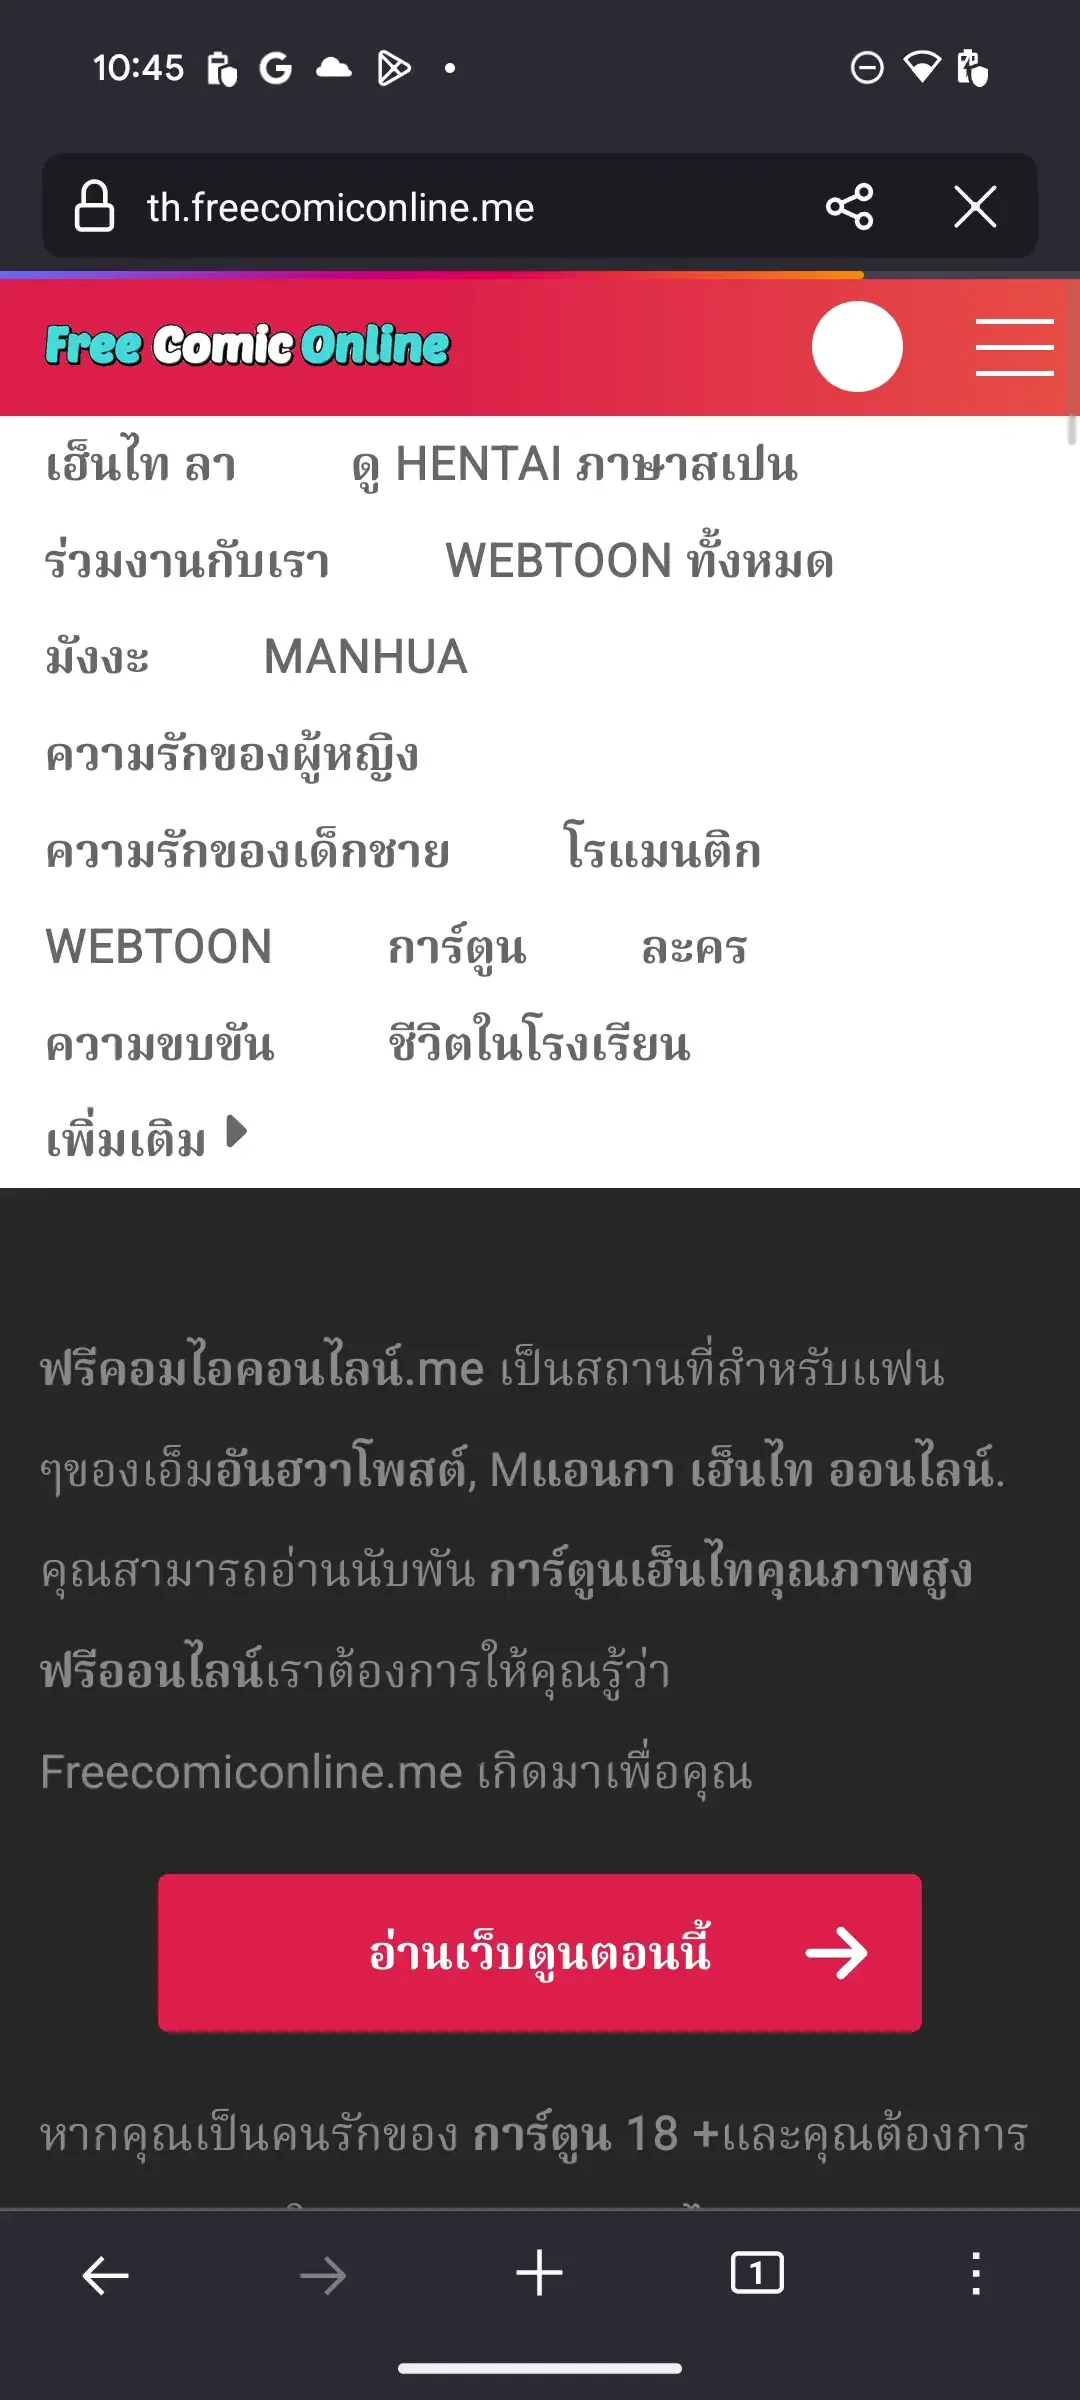 10:45
th.freecomiconline.me
Free Comic Online
เฮ็นไท ลา ดู HENTAI ภาษาสเปน
ร่วมงานกับเรา WEBTOON ทั้งหมด
มังงะ MANHUA
ความรักของผู้หญิง
ความรักของเด็กชาย โรแมนติก
WEBTOON การ์ตูน ละคร
ความขบขัน ชีวิตในโรงเรียน
เพิ่มเติม
ฟรีคอมไอคอนไลน์.me เป็นสถานที่สำหรับแฟน
ๆของเอ็มอันฮวาโพสต์, Mแอนกา เฮ็นไท ออนไลน์.
คุณสามารถอ่านนับพัน การ์ตูนเฮ็นไทคุณภาพสูง
ฟรีออนไลน์เราต้องการให้คุณรู้ว่า
Freecomiconline.me เกิดมาเพื่อคุณ
อ่านเว็บตูนตอนนี้
หากคุณเป็นคนรักของ การ์ตูน 18 +และคุณต้องการ
1